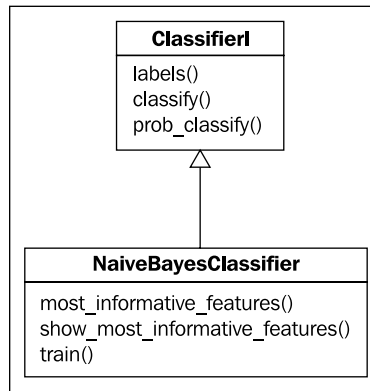 ClassifierI
labels()
classify()
prob_classify()
NaiveBayesClassifier
most_informative_features()
show_most_informative_features()
train()